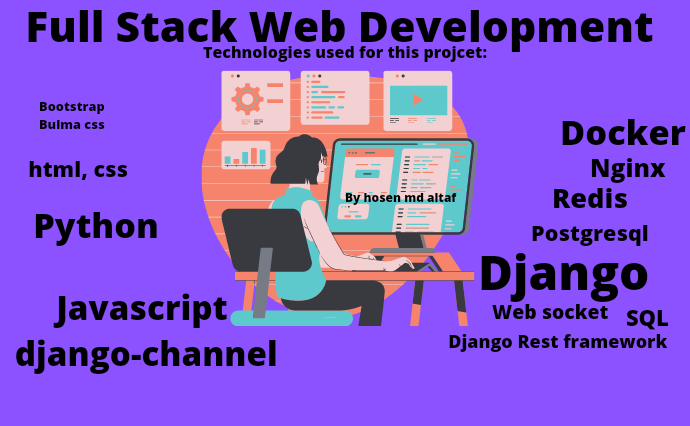 Full Stack Web Development
Technologies used for this projcet:
Bootstrap
Bulma css
html, css
Python
Javascript
django-channel
By hosen md altaf
Docker
Nginx
Redis
Postgresql
Django
Web socket
SQL
Django Rest framework